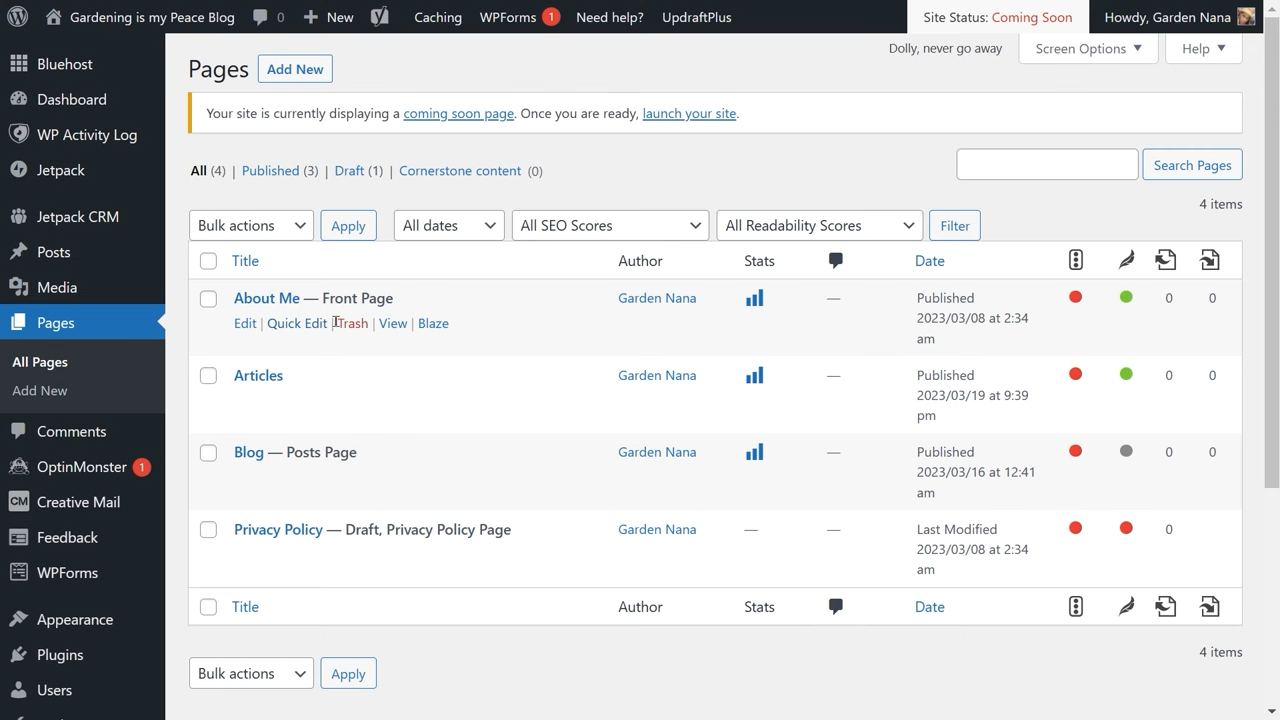 Gardening is my Peace Blog 0 New Caching WPForms 1 Need help? UpdraftPlus Site Status: Coming Soon Howdy, Garden Nana
Dolly, never go away Screen Options Help
Bluehost
Dashboard
WP Activity Log
Jetpack
Jetpack CRM
Posts
Media
Pages
All Pages
Add New
Comments
OptinMonster 1
CM Creative Mail
Feedback
WPForms
Appearance
Plugins
Users
Pages Add New
Your site is currently displaying a coming soon page. Once you are ready, launch your site.
All (4) | Published (3) | Draft (1) | Cornerstone content (0)
Search Pages
4 items
Bulk actions Apply All dates All SEO Scores All Readability Scores Filter
Title Author Stats Date
About Me — Front Page Garden Nana — Published 0 0
Edit | Quick Edit | Trash | View | Blaze 2023/03/08 at 2:34
am
Articles Garden Nana — Published 0 0
2023/03/19 at 9:39
pm
Blog — Posts Page Garden Nana — Published 0 0
2023/03/16 at 12:41
am
Privacy Policy — Draft, Privacy Policy Page Garden Nana — — Last Modified 0
2023/03/08 at 2:34
am
Title Author Stats Date
4 items
Bulk actions Apply